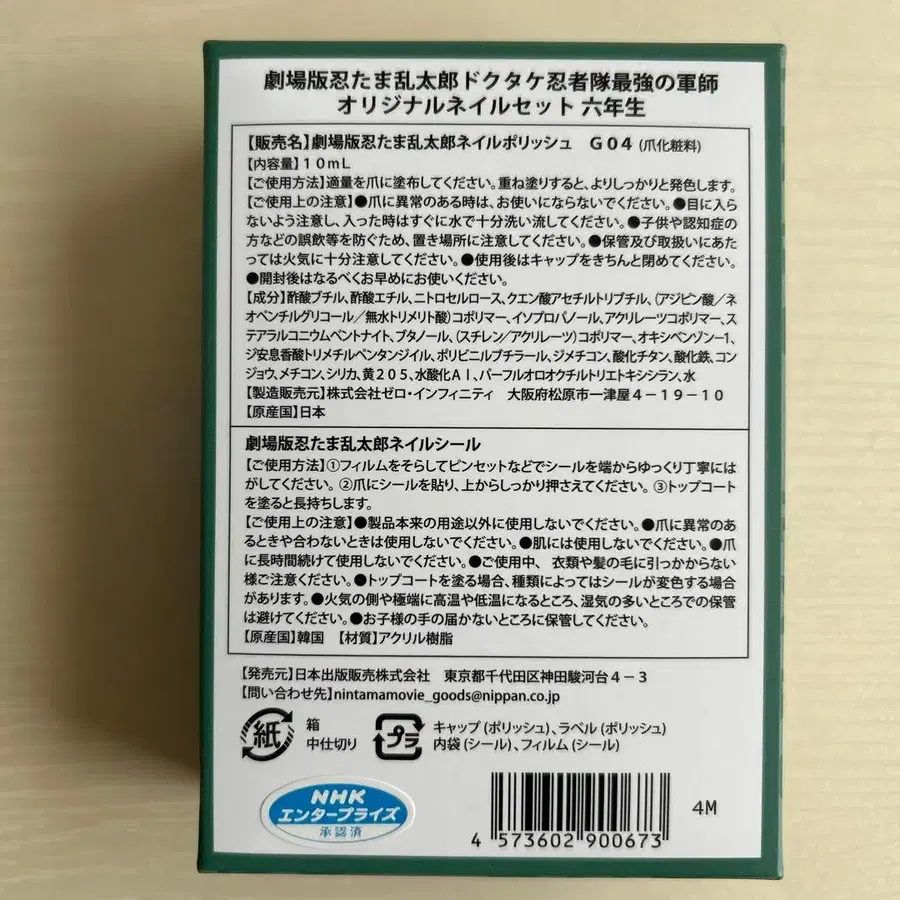 劇場版忍たま乱太郎ドクタケ忍者隊最強の軍師
オリジナルネイルセット 六年生
【販売名】劇場版忍たま乱太郎ネイルポリッシュ　G04 (爪化粧料)
【内容量】10mL
【ご使用方法】適量を爪に塗布してください。重ね塗りすると、よりしっかりと発色します。
【ご使用上の注意】●爪に異常のある時は、お使いにならないでください。●目に入ら
ないよう注意し、入った時はすぐに水で十分洗い流してください。●子供や認知症の
方などの誤飲等を防ぐため、置き場所に注意してください。●保管及び取扱いにあた
っては火気に十分注意してください。●使用後はキャップをきちんと閉めてください。
●開封後はなるべくお早めにお使いください。
【成分】酢酸ブチル、酢酸エチル、ニトロセルロース、クエン酸アセチルトリブチル、(アジピン酸／ネ
オペンチルグリコール／無水トリメリト酸)コポリマー、イソプロパノール、アクリレーツコポリマー、ス
テアラルコニウムベントナイト、ブタノール、(スチレン／アクリレーツ)コポリマー、オキシベンゾン-1、
ジ安息香酸トリメチルペンタンジイル、ポリビニルブチラール、ジメチコン、酸化チタン、酸化鉄、コン
ジョウ、メチコン、シリカ、黄205、水酸化Al、パーフルオロオクチルトリエトキシシラン、水
【製造販売元】株式会社ゼロ・インフィニティ　大阪府松原市一津屋4－19－10
【原産国】日本
劇場版忍たま乱太郎ネイルシール
【ご使用方法】①フィルムをそらしてピンセットなどでシールを端からゆっくり丁寧には
がしてください。②爪にシールを貼り、上からしっかり押さえてください。③トップコート
を塗ると長持ちします。
【ご使用上の注意】●製品本来の用途以外に使用しないでください。●爪に異常のあ
るときや合わないときは使用しないでください。●肌には使用しないでください。●爪
に長時間続けて使用しないでください。●ご使用中、衣類や髪の毛に引っかからない
様ご注意ください。●トップコートを塗る場合、種類によってはシールが変色する場合
があります。●火気の側や極端に高温や低温になるところ、湿気の多いところでの保管
は避けてください。●お子様の手の届かないところに保管してください。
【原産国】韓国　【材質】アクリル樹脂
【発売元】日本出版販売株式会社　東京都千代田区神田駿河台4－3
【問い合わせ先】nintamamovie_goods@nippan.co.jp
紙 箱
中仕切り
プラ キャップ (ポリッシュ)、ラベル (ポリッシュ)
内袋 (シール)、フィルム (シール)
NHK
エンタープライズ
承認済
4M
4 573602 900673